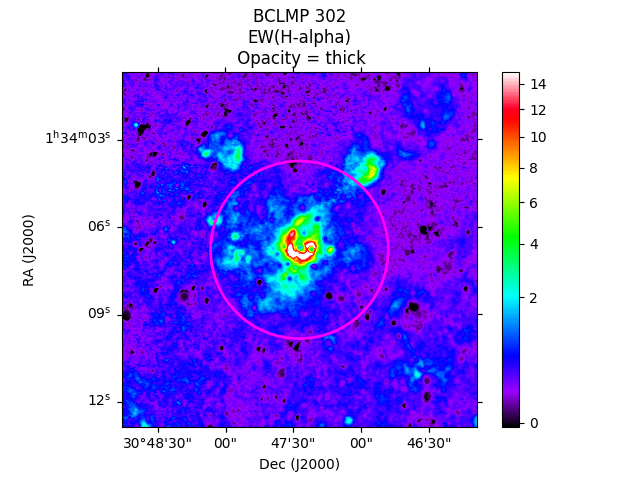 BCLMP 302
EW(H-alpha)
Opacity = thick
RA (J2000)
1ʰ34ᵐ03ˢ
06ˢ
09ˢ
12ˢ
30°48'30"
00"
47'30"
00"
46'30"
Dec (J2000)
14
12
10
8
6
4
2
0